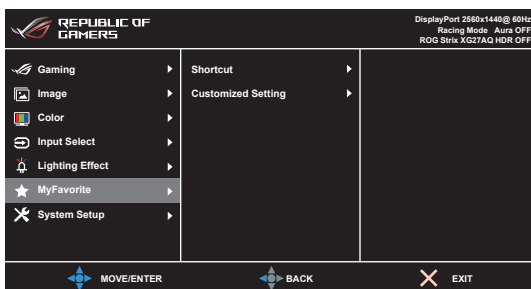 REPUBLIC OF
GAMERS
DisplayPort 2560x1440@ 60Hz
Racing Mode Aura OFF
ROG Strix XG27AQ HDR OFF
Gaming
Image
Color
Input Select
Lighting Effect
MyFavorite
System Setup
Shortcut
Customized Setting
MOVE/ENTER
BACK
EXIT